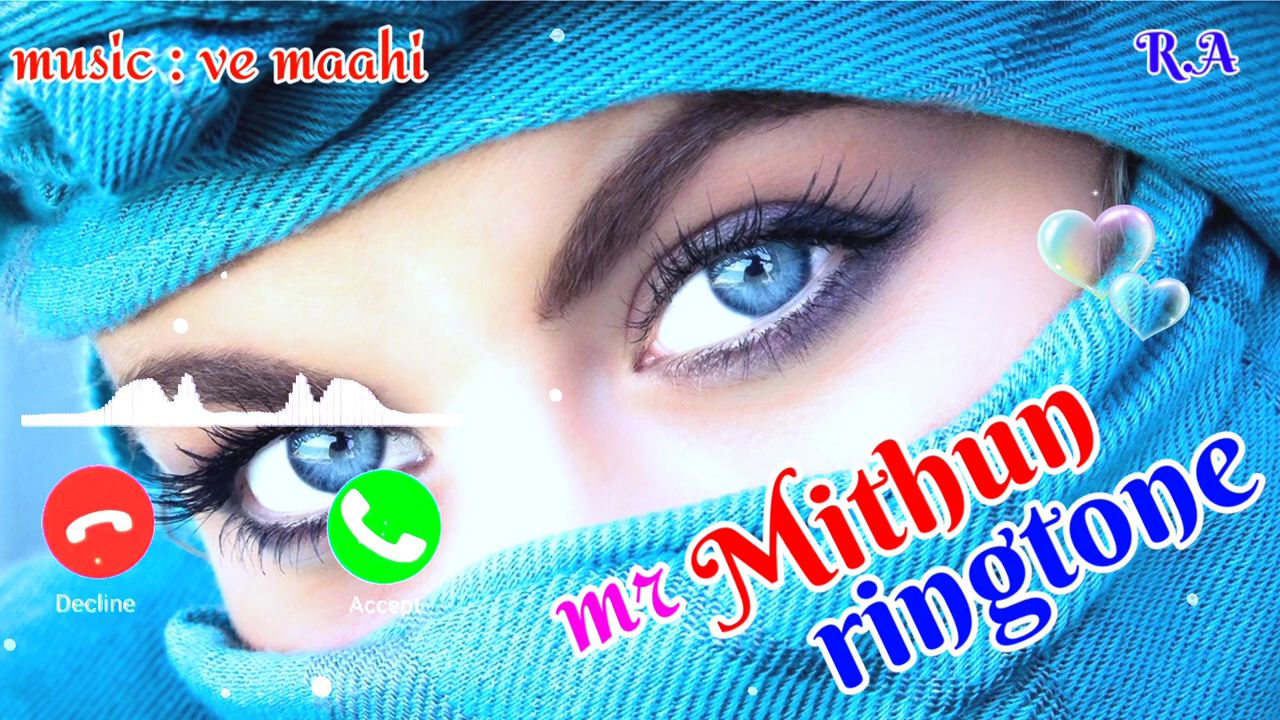 music : ve maahi
R.A
mr Mithun
ringtone
Decline
Accept